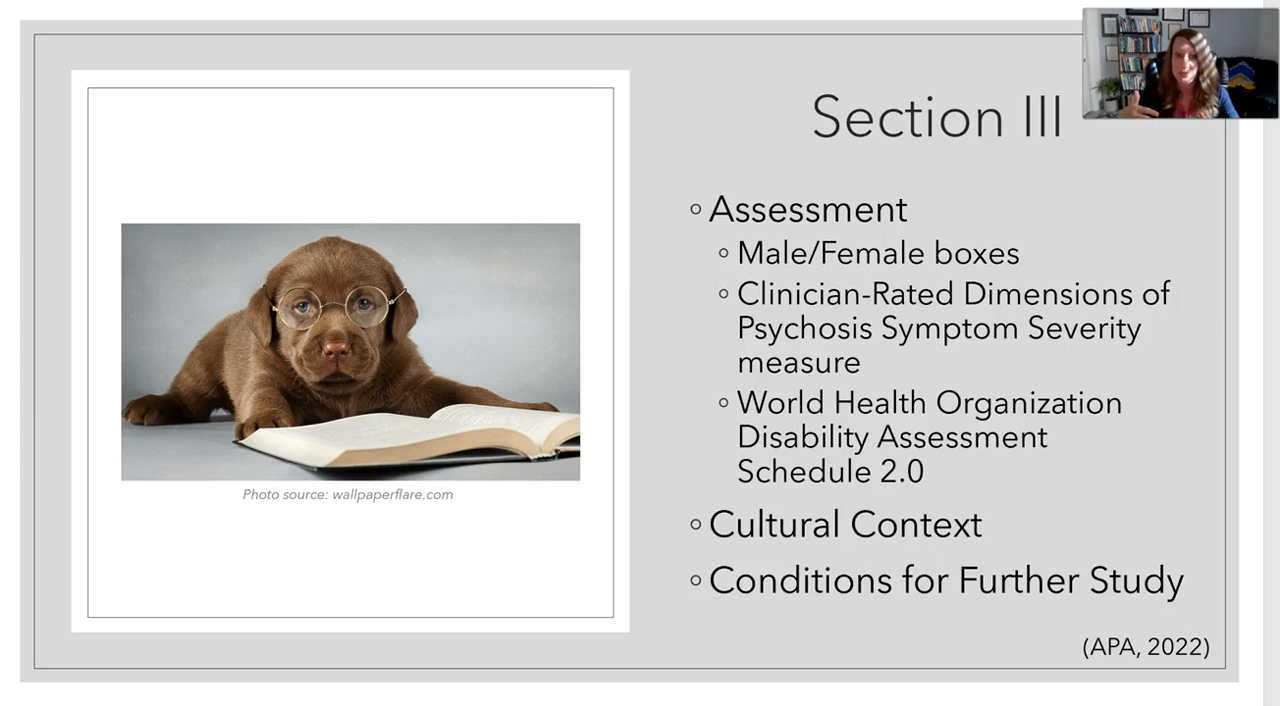 Section III
◦ Assessment
◦ Male/Female boxes
◦ Clinician-Rated Dimensions of
Psychosis Symptom Severity
measure
◦ World Health Organization
Disability Assessment
Schedule 2.0
◦ Cultural Context
◦ Conditions for Further Study
(APA, 2022)
Photo source: wallpaperflare.com